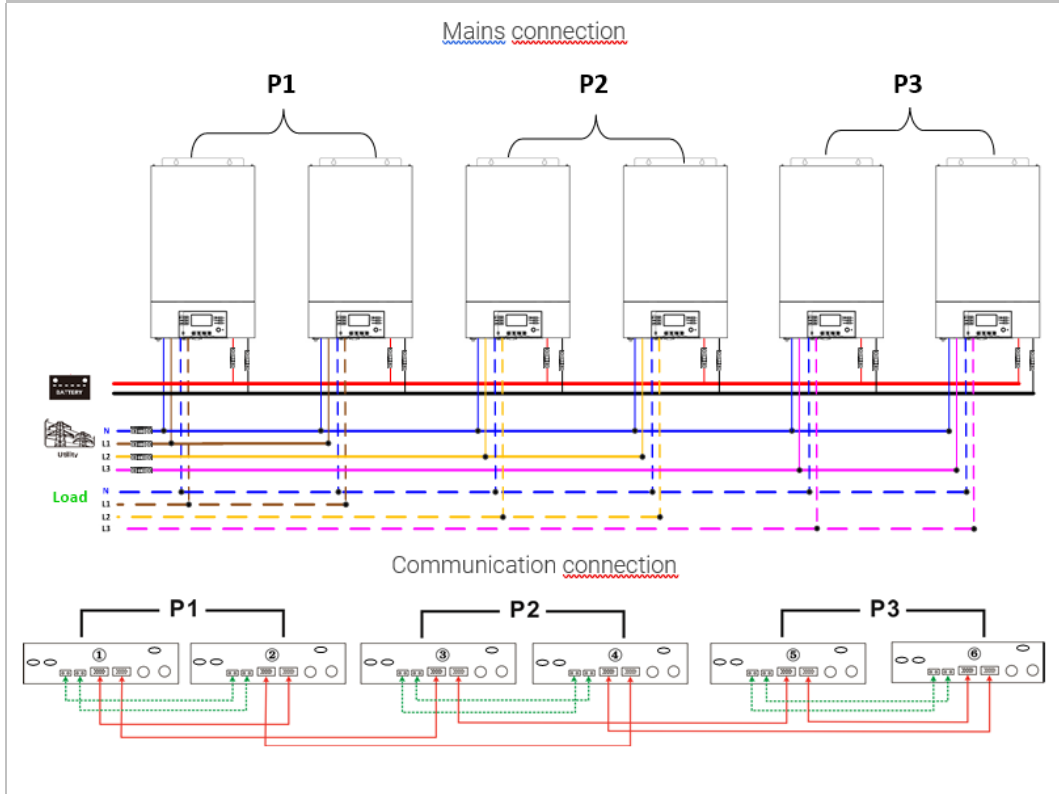 Mains connection
P1 P2 P3
BATTERY
N
L1
Utility
L2
L3
Load N
L1
L2
L3
Communication connection
P1 P2 P3
① ② ③ ④ ⑤ ⑥